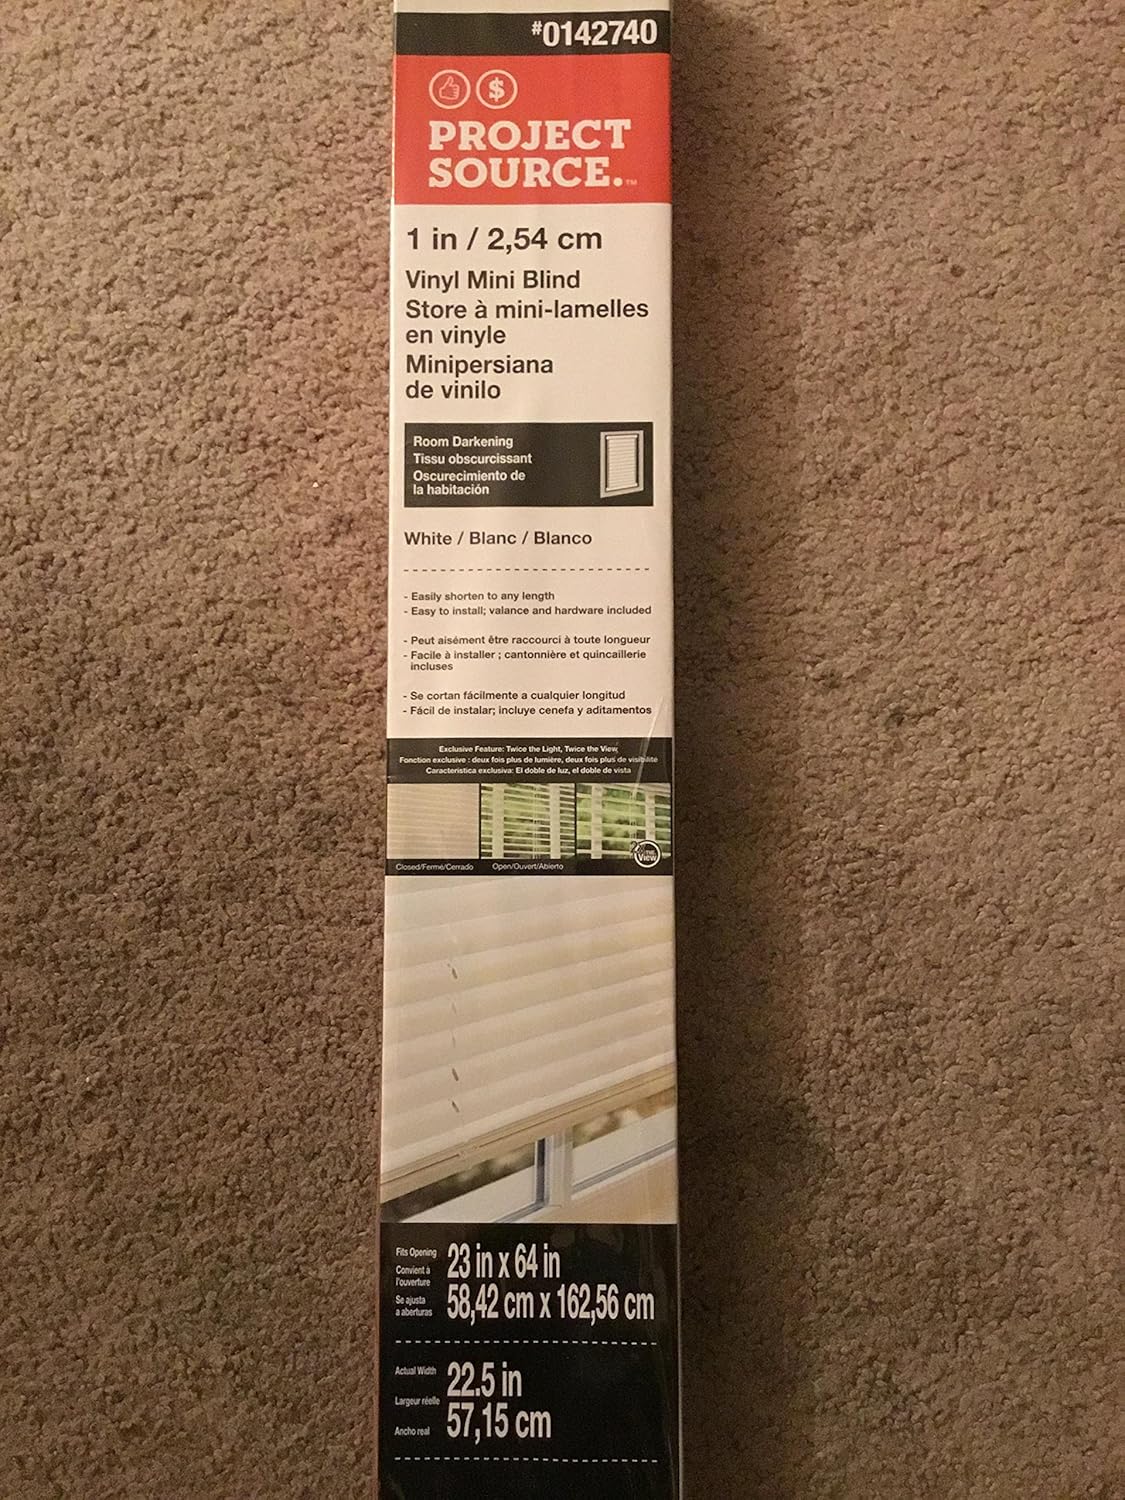 #0142740
$
PROJECT
SOURCE.™
1 in / 2,54 cm
Vinyl Mini Blind
Store à mini-lamelles
en vinyle
Minipersiana
de vinilo
Room Darkening
Tissu obscurcissant
Oscurecimiento de
la habitación
White / Blanc / Blanco
- Easily shorten to any length
- Easy to install; valance and hardware included
- Peut aisément être raccourci à toute longueur
- Facile à installer ; cantonnière et quincaillerie
incluses
- Se cortan fácilmente a cualquier longitud
- Fácil de instalar; incluye cenefa y aditamentos
Exclusive Feature: Twice the Light, Twice the View
Fonction exclusive : deux fois plus de lumière, deux fois plus de visibilité
Característica exclusiva: El doble de luz, el doble de vista
THE
View
Closed/Fermé/Cerrado
Open/Ouvert/Abierto
Fits Opening
Convient à
l'ouverture
Se ajusta
a aberturas
23 in x 64 in
58,42 cm x 162,56 cm
Actual Width
Largeur réelle
Ancho real
22.5 in
57,15 cm